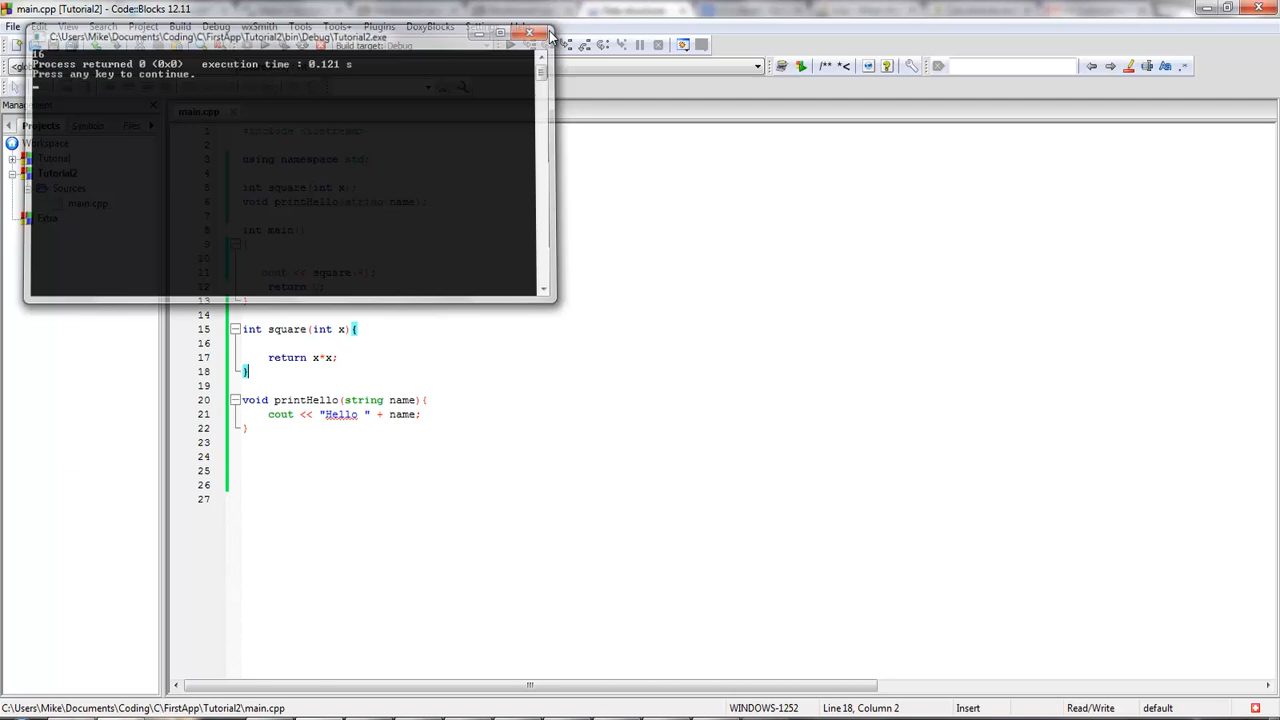 main.cpp [Tutorial2] - Code::Blocks 12.11
File Edit View Search Project Build Debug wxSmith Tools Tools+ Plugins DoxyBlocks Settings Help
C:\Users\Mike\Documents\Coding\C\FirstApp\Tutorial2\bin\Debug\Tutorial2.exe
Build target: Debug
16
Process returned 0 (0x0)   execution time : 0.121 s
Press any key to continue.
/** *<
.*
Management
main.cpp
Projects Symbols Files
Workspace
Tutorial
Tutorial2
Sources
main.cpp
Extra
1 #include <iostream>
2
3 using namespace std;
4
5 int square(int x);
6 void printHello(string name);
7
8 int main()
9 {
10
11 cout << square(4);
12 return 0;
13 }
14
15 int square(int x){
16
17 return x*x;
18 }
19
20 void printHello(string name){
21 cout << "Hello " + name;
22 }
23
24
25
26
27
C:\Users\Mike\Documents\Coding\C\FirstApp\Tutorial2\main.cpp WINDOWS-1252 Line 18, Column 2 Insert Read/Write default